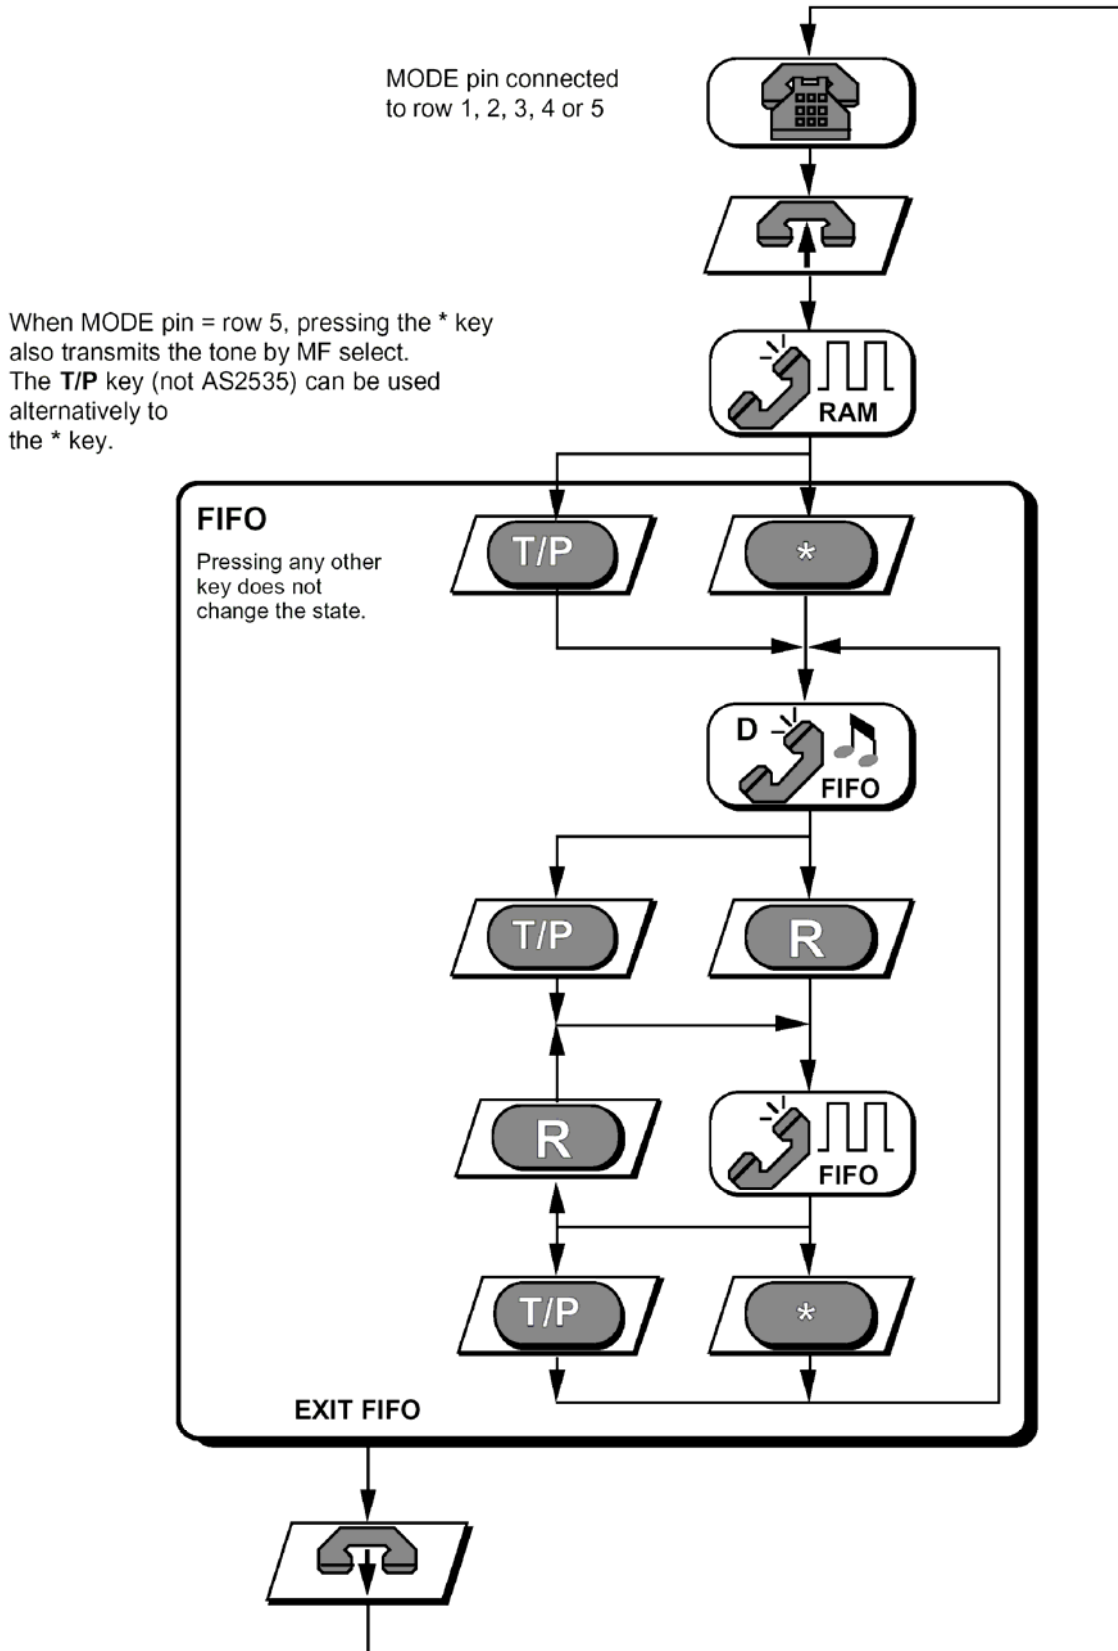 MODE pin connected
to row 1, 2, 3, 4 or 5
When MODE pin = row 5, pressing the * key
also transmits the tone by MF select.
The T/P key (not AS2535) can be used
alternatively to
the * key.
RAM
FIFO
Pressing any other
key does not
change the state.
T/P
*
D
FIFO
T/P
R
R
FIFO
T/P
*
EXIT FIFO